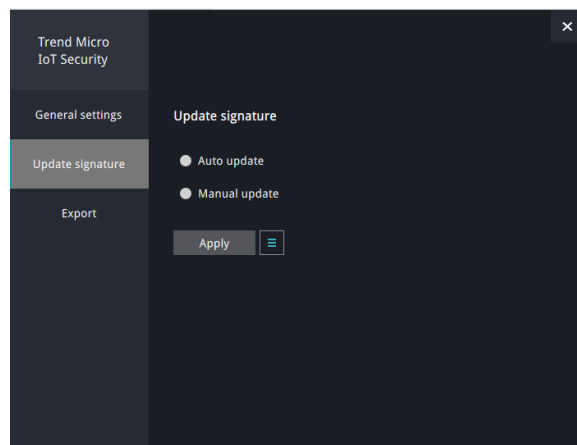 Trend Micro
IoT Security
General settings
Update signature
Export
Update signature
Auto update
Manual update
Apply